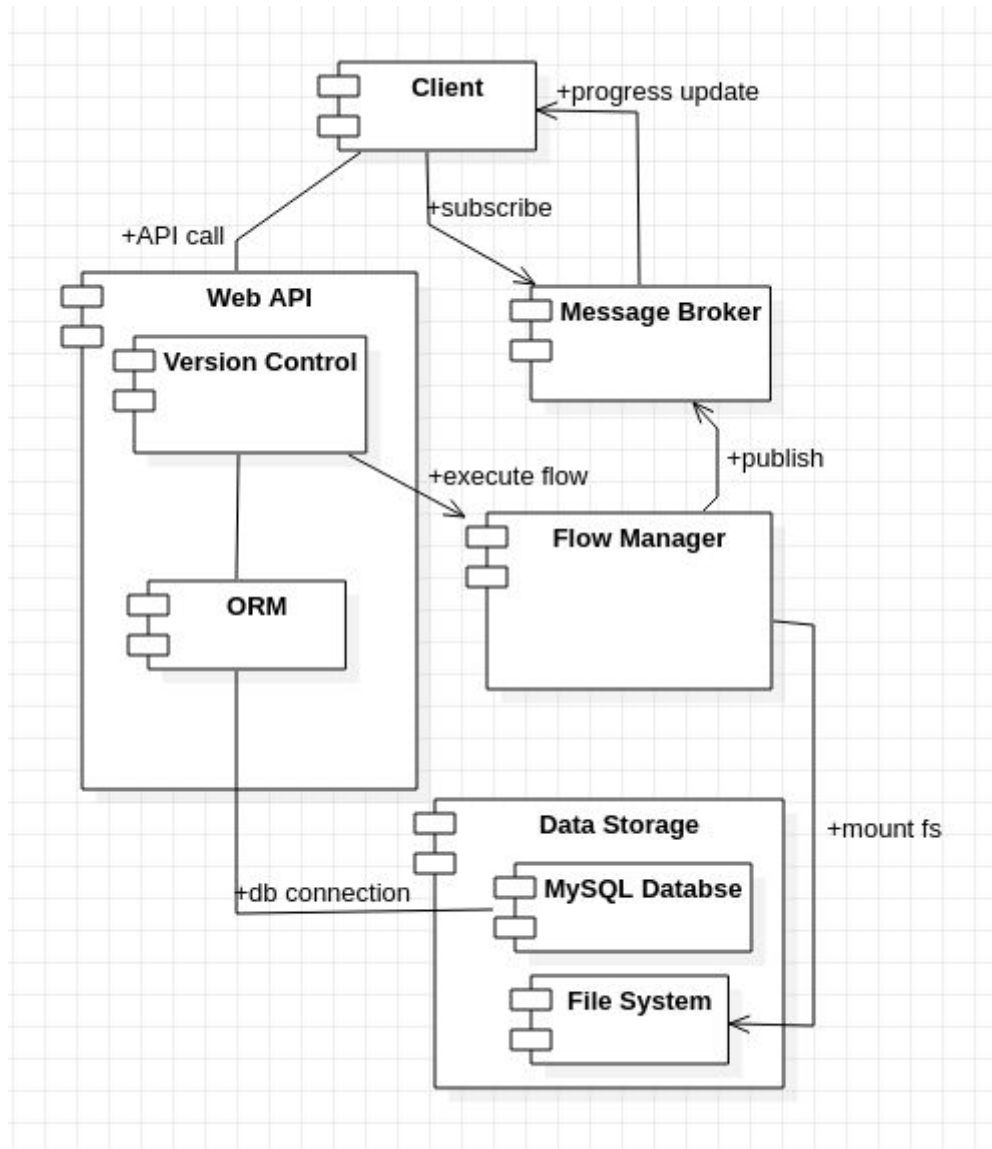 Client
+progress update
+subscribe
+API call
Web API
Message Broker
Version Control
+publish
+execute flow
Flow Manager
ORM
Data Storage
+mount fs
MySQL Databse
+db connection
File System